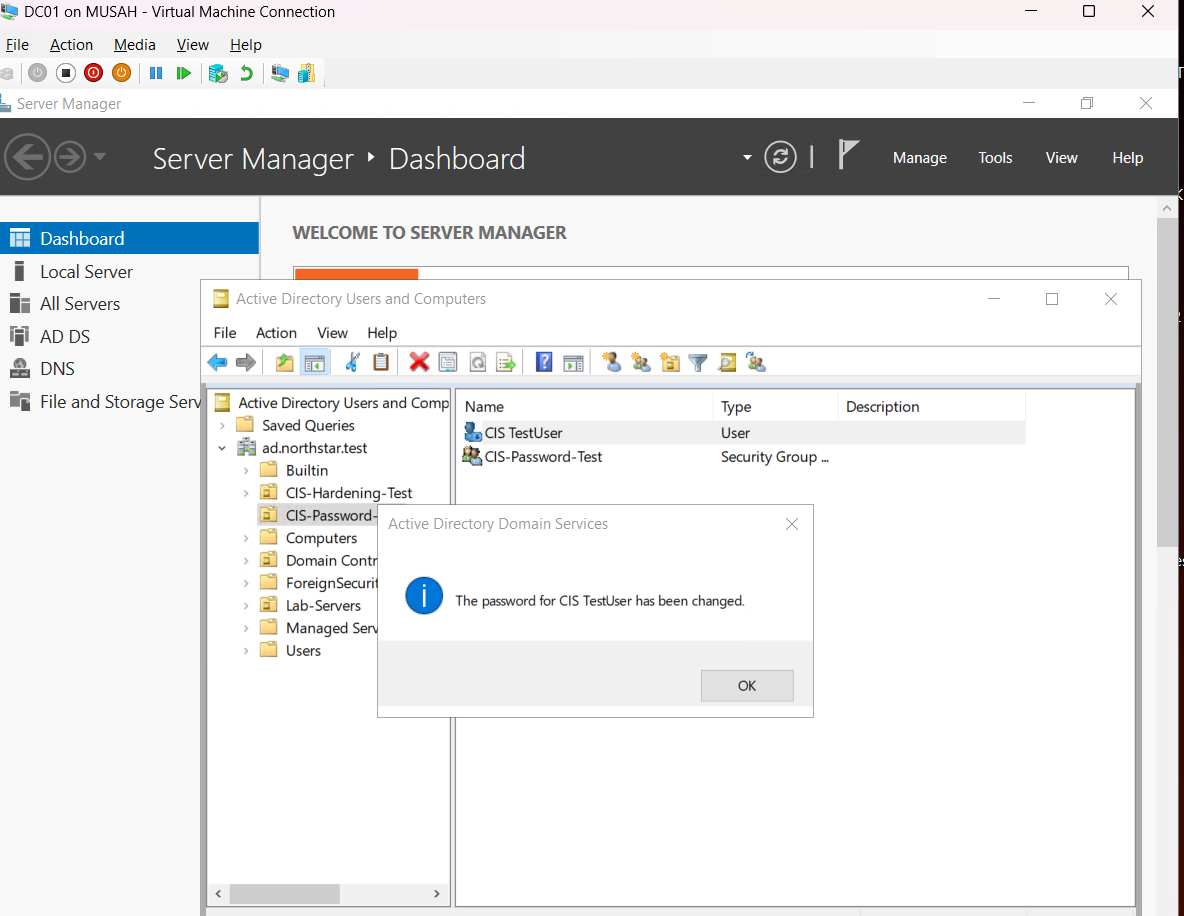 DC01 on MUSAH - Virtual Machine Connection
File Action Media View Help
Server Manager
Server Manager Dashboard
Manage Tools View Help
Dashboard
Local Server
All Servers
AD DS
DNS
File and Storage Serv
WELCOME TO SERVER MANAGER
Active Directory Users and Computers
File Action View Help
Active Directory Users and Comp
Saved Queries
ad.northstar.test
Builtin
CIS-Hardening-Test
CIS-Password-
Computers
Domain Contr
ForeignSecurit
Lab-Servers
Managed Serv
Users
Name Type Description
CIS TestUser User
CIS-Password-Test Security Group ...
Active Directory Domain Services
The password for CIS TestUser has been changed.
OK